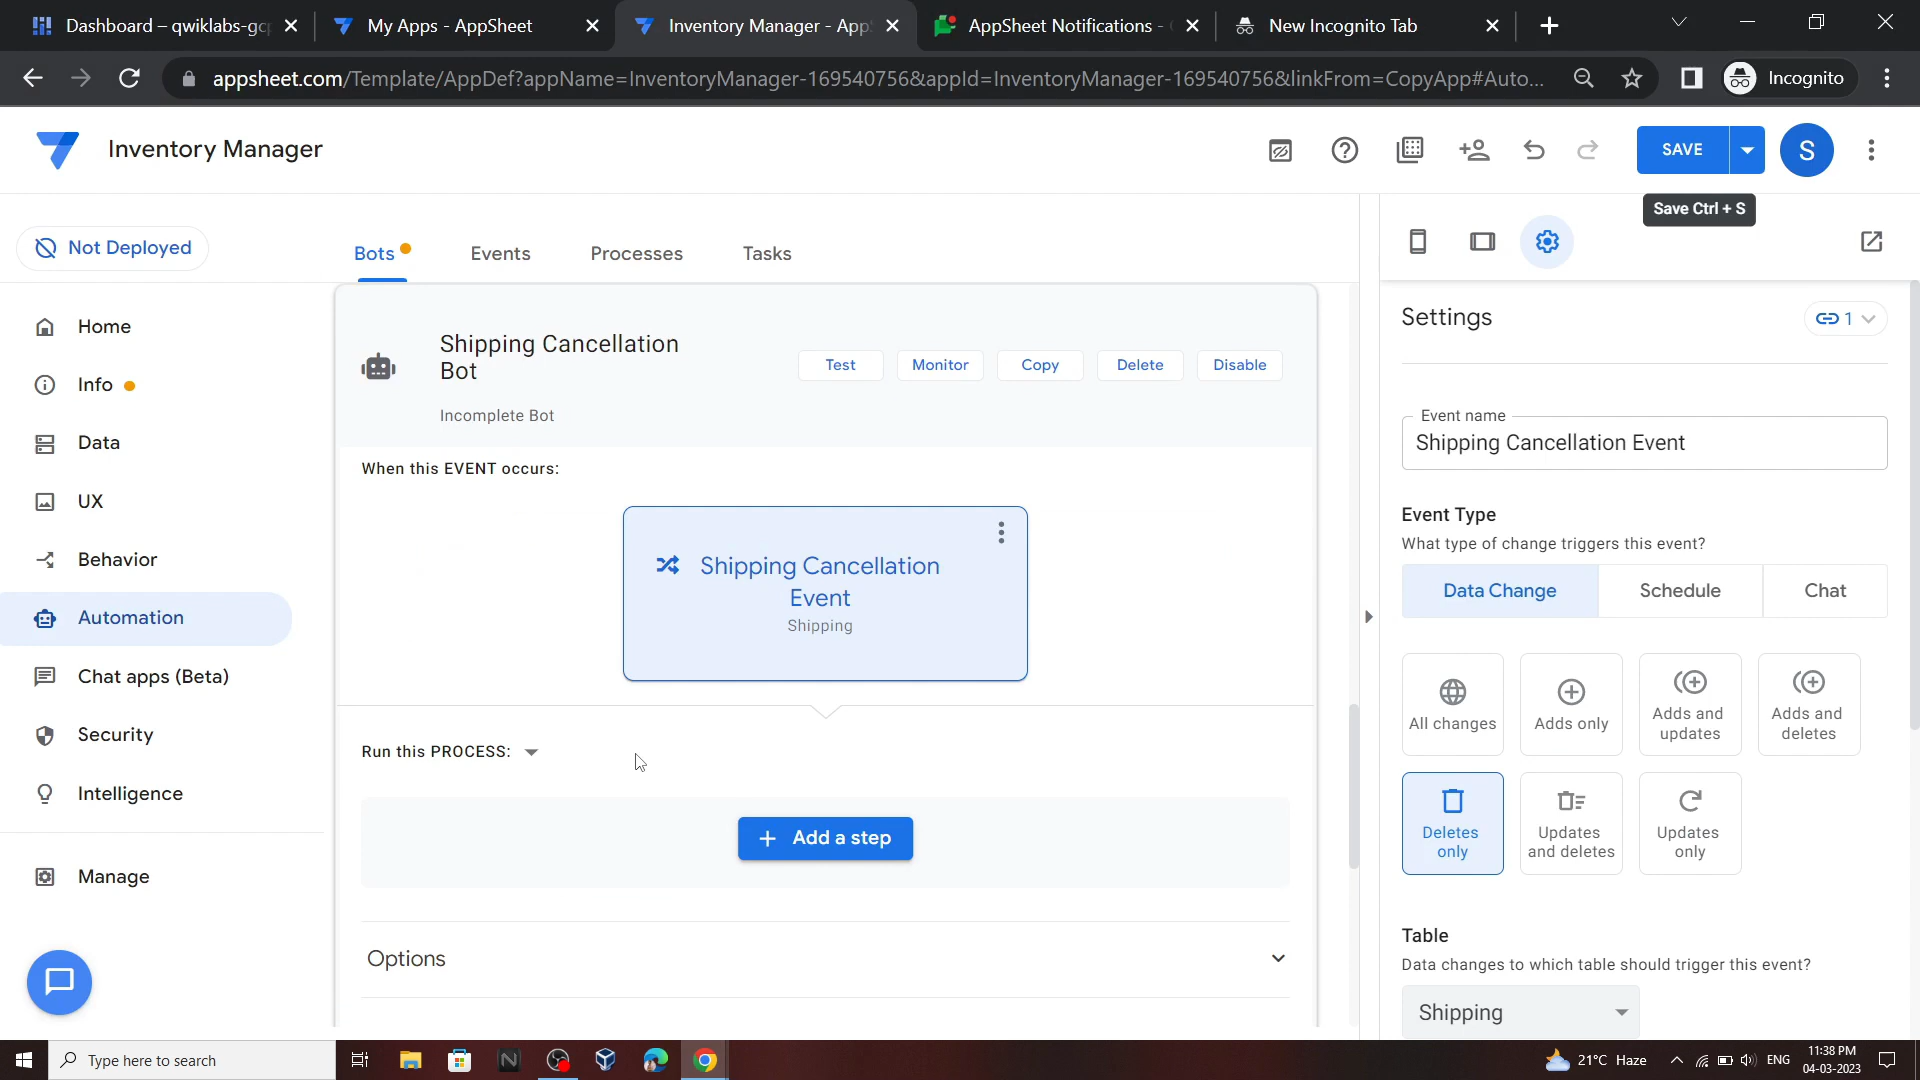 Dashboard – qwiklabs-gcp
My Apps - AppSheet
Inventory Manager - App
AppSheet Notifications -
New Incognito Tab
appsheet.com/Template/AppDef?appName=InventoryManager-169540756&appId=InventoryManager-169540756&linkFrom=CopyApp#Auto...
Incognito
Inventory Manager
SAVE
S
Save Ctrl + S
Not Deployed
Bots
Events
Processes
Tasks
Home
Info
Data
UX
Behavior
Automation
Chat apps (Beta)
Security
Intelligence
Manage
Shipping Cancellation
Bot
Incomplete Bot
Test
Monitor
Copy
Delete
Disable
When this EVENT occurs:
Shipping Cancellation
Event
Shipping
Run this PROCESS:
Add a step
Options
Settings
1
Event name
Shipping Cancellation Event
Event Type
What type of change triggers this event?
Data Change
Schedule
Chat
All changes
Adds only
Adds and
updates
Adds and
deletes
Deletes
only
Updates
and deletes
Updates
only
Table
Data changes to which table should trigger this event?
Shipping
Type here to search
21°C Haze
ENG
11:38 PM
04-03-2023